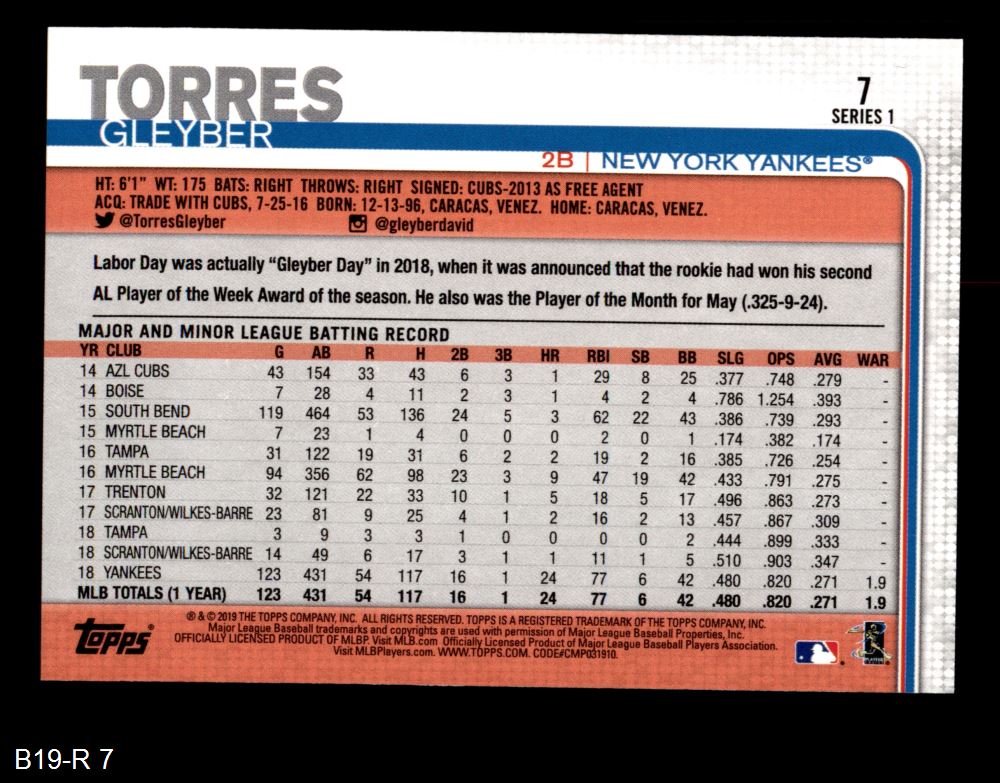 TORRES
GLEYBER
7
SERIES 1
2B | NEW YORK YANKEES®
HT: 6'1" WT: 175 BATS: RIGHT THROWS: RIGHT SIGNED: CUBS-2013 AS FREE AGENT
ACQ: TRADE WITH CUBS, 7-25-16 BORN: 12-13-96, CARACAS, VENEZ. HOME: CARACAS, VENEZ.
@TorresGleyber @gleyberdavid
Labor Day was actually “Gleyber Day” in 2018, when it was announced that the rookie had won his second
AL Player of the Week Award of the season. He also was the Player of the Month for May (.325-9-24).
MAJOR AND MINOR LEAGUE BATTING RECORD
YR CLUB G AB R H 2B 3B HR RBI SB BB SLG OPS AVG WAR
14 AZL CUBS 43 154 33 43 6 3 1 29 8 25 .377 .748 .279 -
14 BOISE 7 28 4 11 2 3 1 4 2 4 .786 1.254 .393 -
15 SOUTH BEND 119 464 53 136 24 5 3 62 22 43 .386 .739 .293 -
15 MYRTLE BEACH 7 23 1 4 0 0 0 2 0 1 .174 .382 .174 -
16 TAMPA 31 122 19 31 6 2 2 19 2 16 .385 .726 .254 -
16 MYRTLE BEACH 94 356 62 98 23 3 9 47 19 42 .433 .791 .275 -
17 TRENTON 32 121 22 33 10 1 5 18 5 17 .496 .863 .273 -
17 SCRANTON/WILKES-BARRE 23 81 9 25 4 1 2 16 2 13 .457 .867 .309 -
18 TAMPA 3 9 3 3 1 0 0 0 0 2 .444 .899 .333 -
18 SCRANTON/WILKES-BARRE 14 49 6 17 3 1 1 11 1 5 .510 .903 .347 -
18 YANKEES 123 431 54 117 16 1 24 77 6 42 .480 .820 .271 1.9
MLB TOTALS (1 YEAR) 123 431 54 117 16 1 24 77 6 42 .480 .820 .271 1.9
topps®
® & © 2019 THE TOPPS COMPANY, INC. ALL RIGHTS RESERVED. TOPPS IS A REGISTERED TRADEMARK OF THE TOPPS COMPANY, INC.
Major League Baseball trademarks and copyrights are used with permission of Major League Baseball Properties, Inc.
OFFICIALLY LICENSED PRODUCT OF MLBP. Visit MLB.com Officially Licensed Product of Major League Baseball Players Association.
Visit MLBPlayers.com. WWW.TOPPS.COM. CODE#CMP031910.
B19-R 7